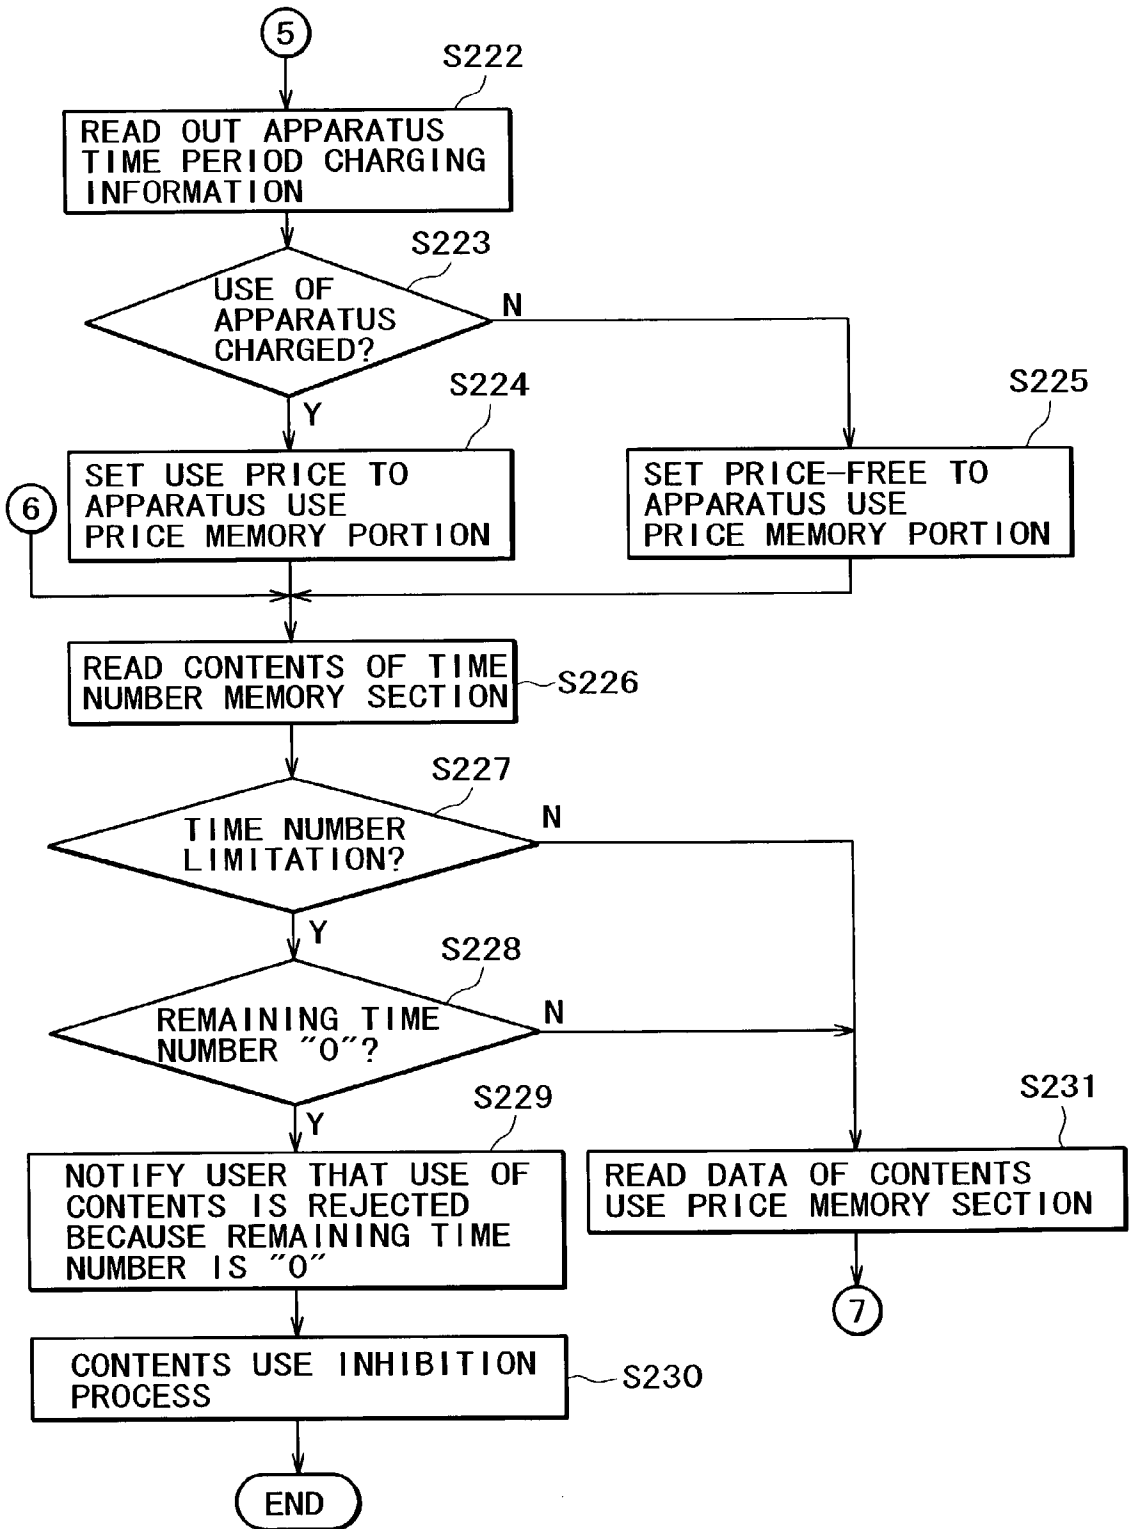 5
S222
READ OUT APPARATUS
TIME PERIOD CHARGING
INFORMATION
S223
USE OF
APPARATUS
CHARGED?
N
Y
S224
SET USE PRICE TO
APPARATUS USE
PRICE MEMORY PORTION
S225
SET PRICE-FREE TO
APPARATUS USE
PRICE MEMORY PORTION
6
READ CONTENTS OF TIME
NUMBER MEMORY SECTION
S226
S227
TIME NUMBER
LIMITATION?
N
Y
S228
REMAINING TIME
NUMBER "0"?
N
Y
S229
NOTIFY USER THAT USE OF
CONTENTS IS REJECTED
BECAUSE REMAINING TIME
NUMBER IS "0"
S231
READ DATA OF CONTENTS
USE PRICE MEMORY SECTION
7
CONTENTS USE INHIBITION
PROCESS
S230
END